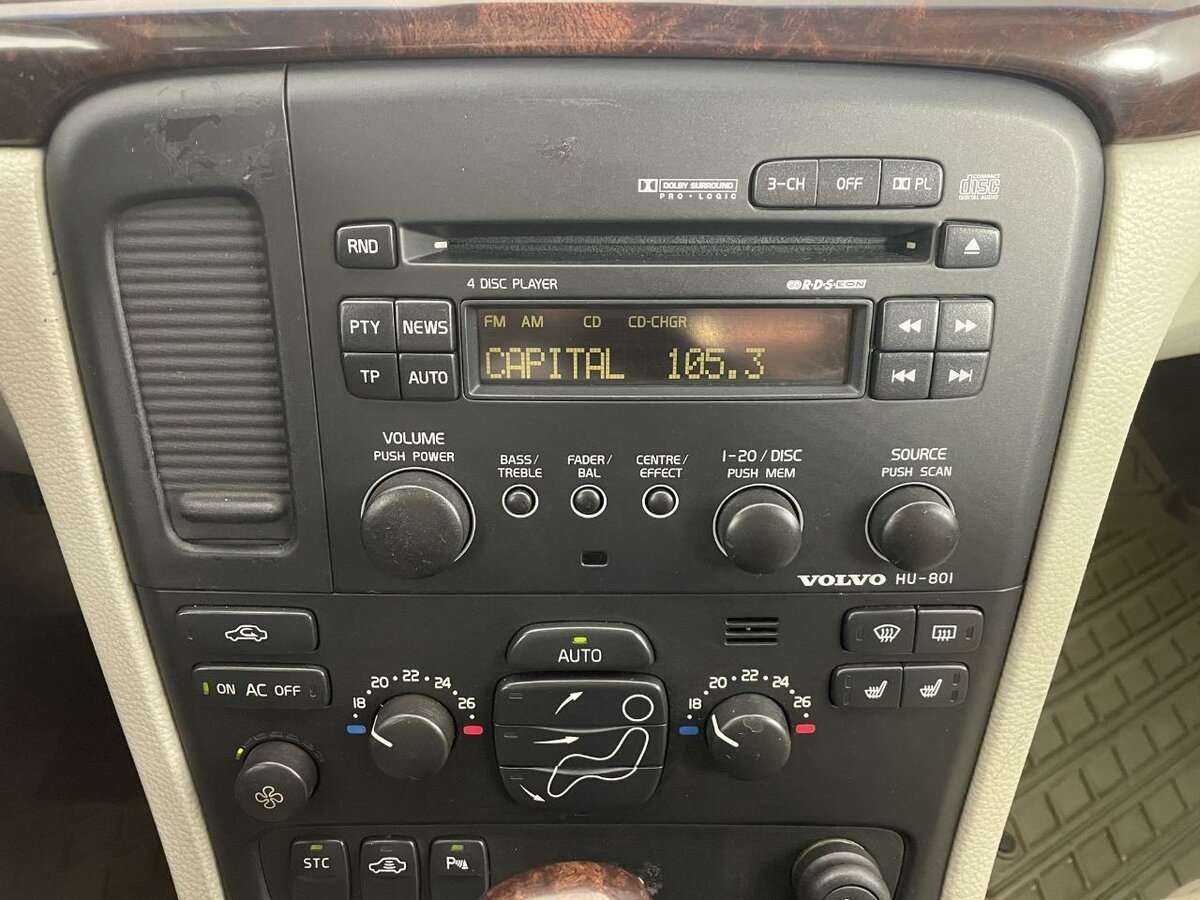 DOLBY SURROUND
PRO · LOGIC
3-CH OFF PL
COMPACT
disc
DIGITAL AUDIO
RND
4 DISC PLAYER
R·D·S EON
PTY NEWS
TP AUTO
FM AM CD CD-CHGR
CAPITAL 105.3
VOLUME
PUSH POWER
BASS/
TREBLE
FADER/
BAL
CENTRE/
EFFECT
1-20/DISC
PUSH MEM
SOURCE
PUSH SCAN
VOLVO HU-801
AUTO
ON AC OFF
18 · 20 · 22 · 24 · 26
18 · 20 · 22 · 24 · 26
STC
P